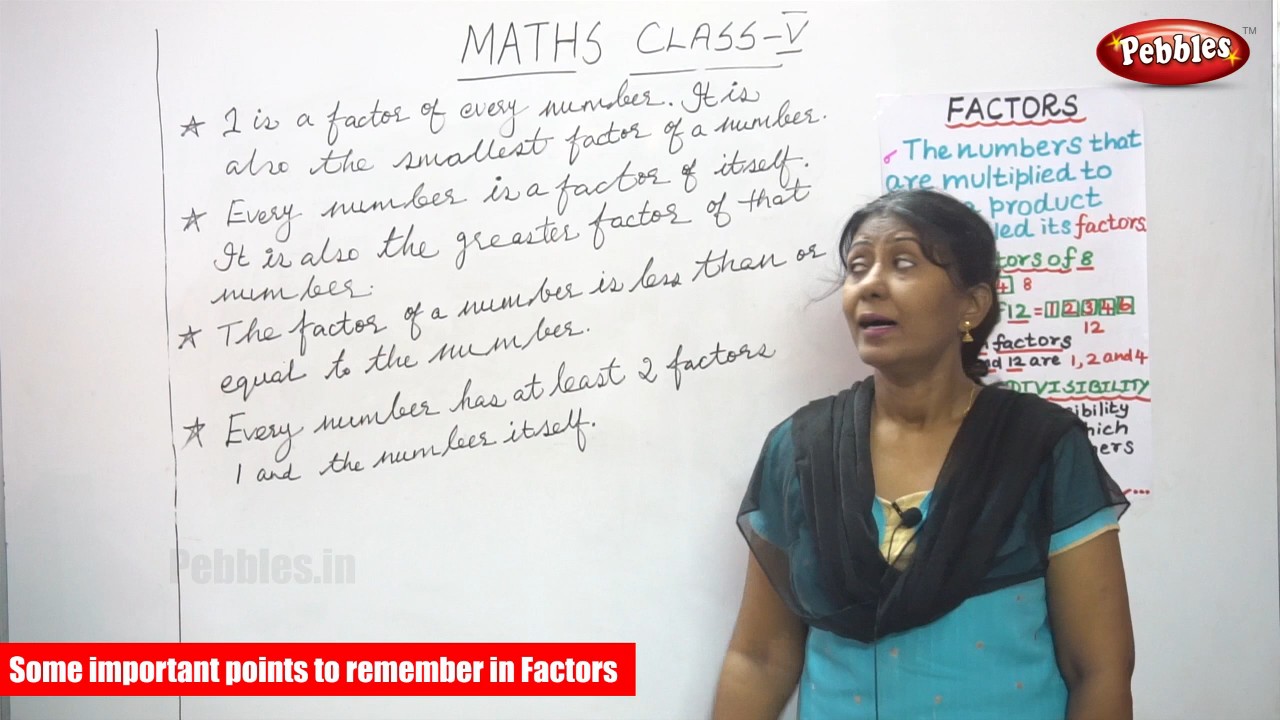 MATHS CLASS-V
★ 1 is a factor of every number. It is
also the smallest factor of a number.
★ Every number is a factor of itself.
It is also the greaster factor of that
number.
★ The factor of a number is less than or
equal to the number.
★ Every number has at least 2 factors
1 and the number itself.
Pebbles.in
Some important points to remember in Factors
Pebbles TM
FACTORS
The numbers that
are multiplied to
product
its factors
of 8
4 8
12 = 1 2 3 4 6
12
factors
12 are 1, 2 and 4
DIVISIBILITY